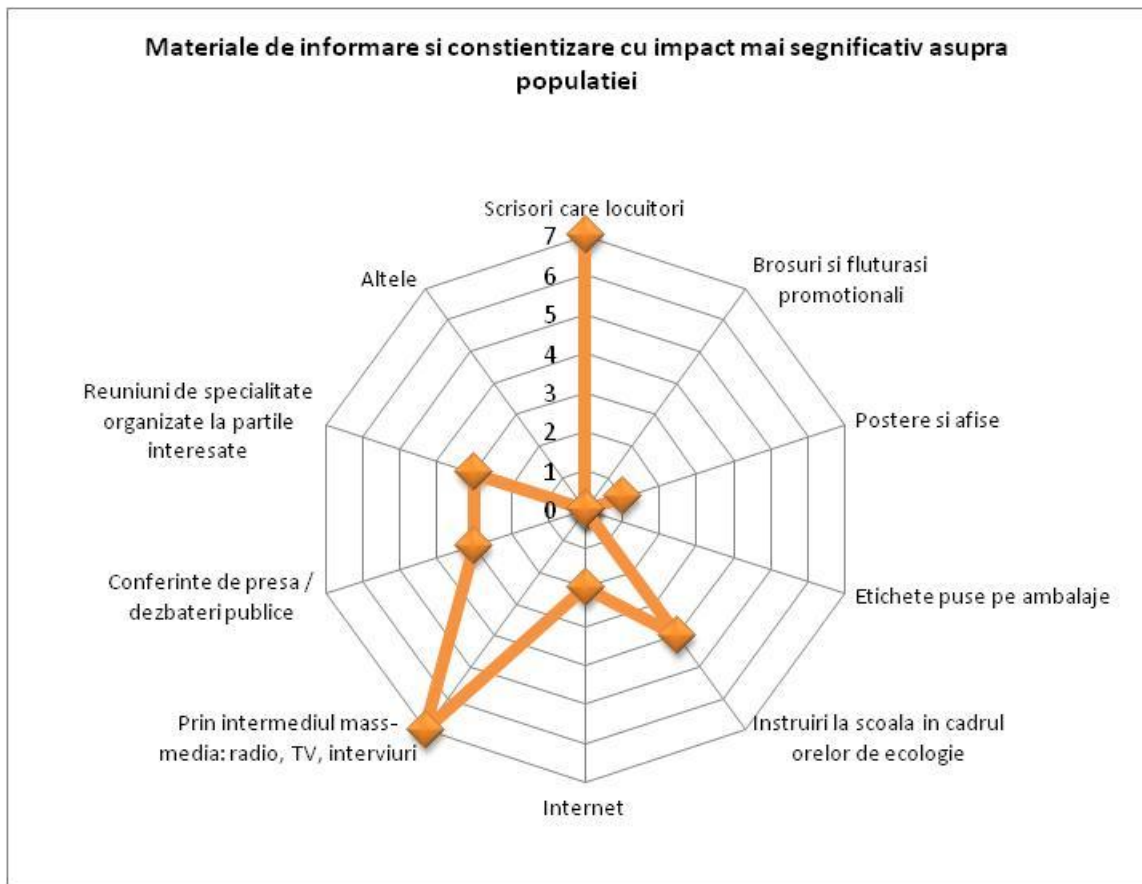 Materiale de informare si constientizare cu impact mai segnificativ asupra
populatiei
Scrisori care locuitori
7
6
5
4
3
2
1
0
Brosuri si fluturasi
promotionali
Postere si afise
Etichete puse pe ambalaje
Instruiri la scoala in cadrul
orelor de ecologie
Internet
Prin intermediul mass-
media: radio, TV, interviuri
Conferinte de presa /
dezbateri publice
Reuniuni de specialitate
organizate la partile
interesate
Altele